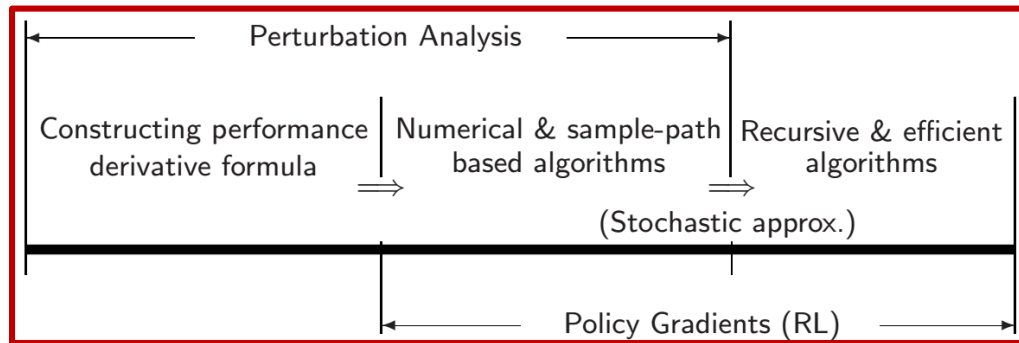 Perturbation Analysis
Constructing performance
derivative formula
⟹
Numerical & sample-path
based algorithms
⟹
Recursive & efficient
algorithms
(Stochastic approx.)
Policy Gradients (RL)